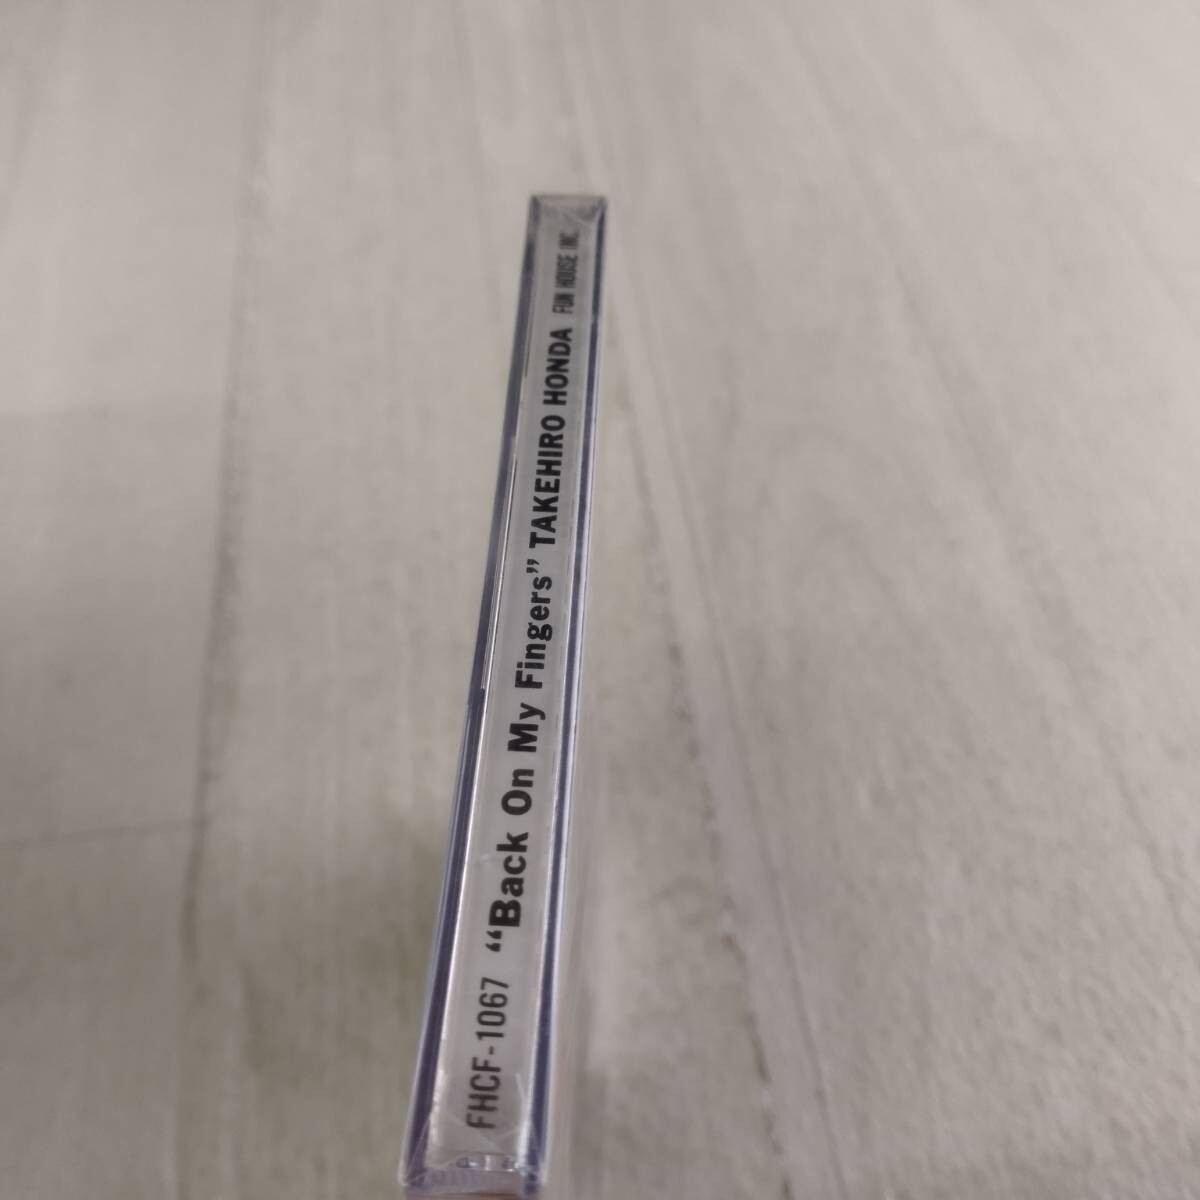 FHCF-1067 “Back On My Fingers” TAKEHIRO HONDA FUN HOUSE INC.